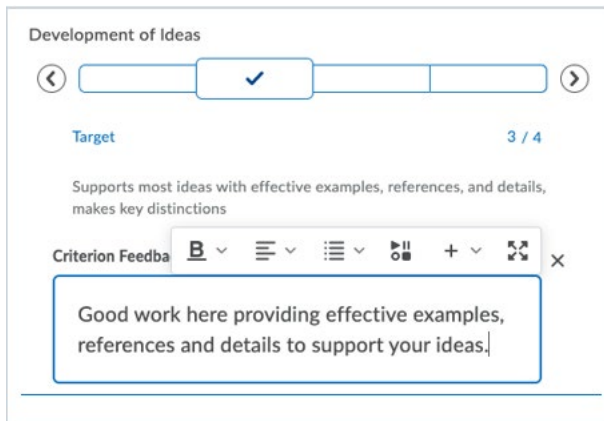 Development of Ideas
Target
3 / 4
Supports most ideas with effective examples, references, and details,
makes key distinctions
Criterion Feedba
B
Good work here providing effective examples,
references and details to support your ideas.